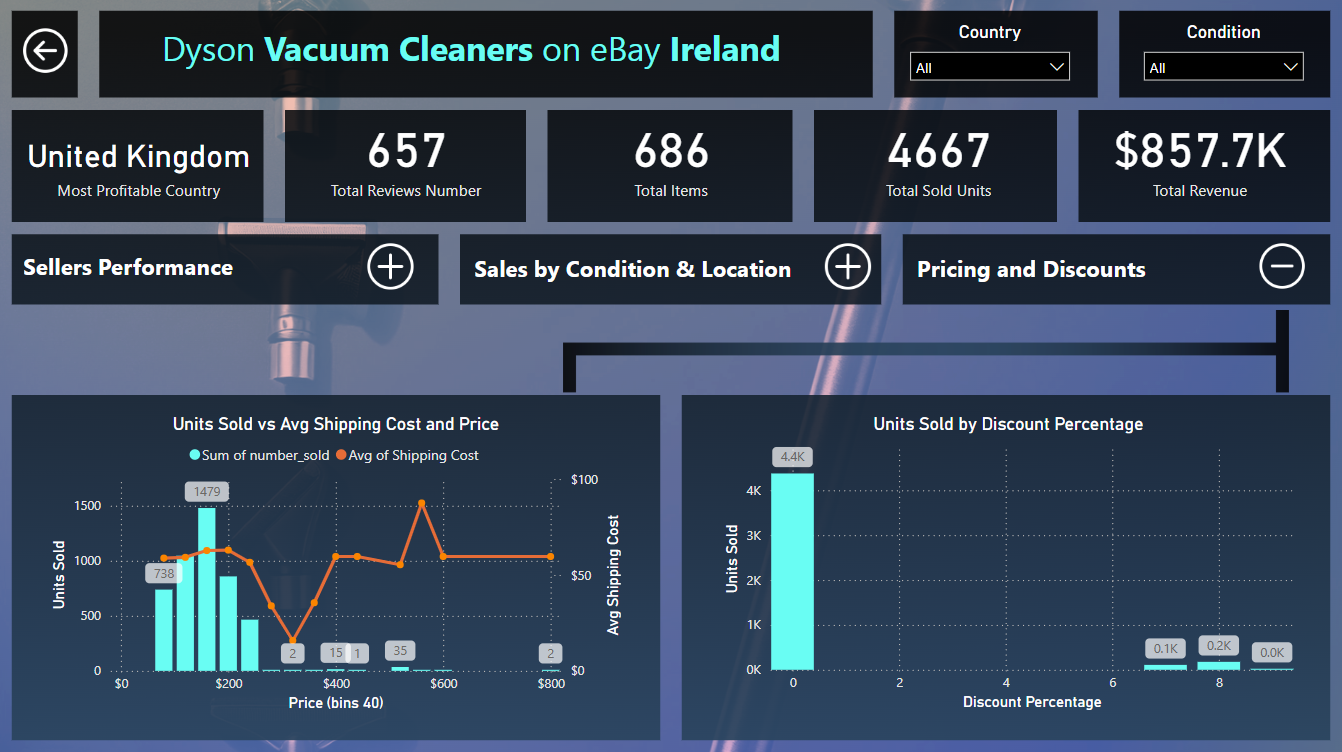 Dyson Vacuum Cleaners on eBay Ireland
Country
All
Condition
All
United Kingdom
Most Profitable Country
657
Total Reviews Number
686
Total Items
4667
Total Sold Units
$857.7K
Total Revenue
Sellers Performance
Sales by Condition & Location
Pricing and Discounts
Units Sold vs Avg Shipping Cost and Price
Sum of number_sold
Avg of Shipping Cost
Units Sold
1500
1000
500
0
738
1479
2
15
1
35
2
$100
$50
$0
Avg Shipping Cost
$0
$200
$400
$600
$800
Price (bins 40)
Units Sold by Discount Percentage
Units Sold
4K
3K
2K
1K
0K
4.4K
0.1K
0.2K
0.0K
0
2
4
6
8
Discount Percentage